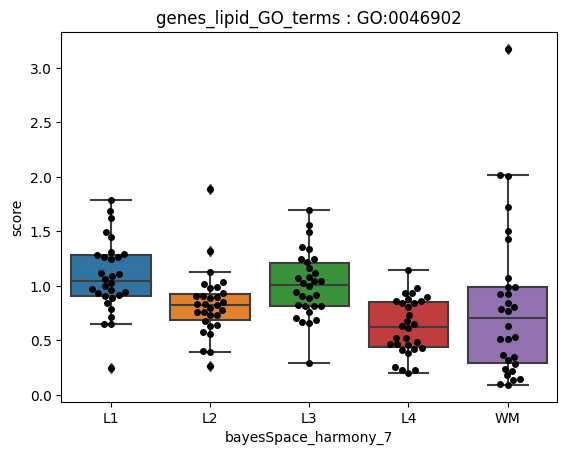 genes_lipid_GO_terms : GO:0046902
score
3.0
2.5
2.0
1.5
1.0
0.5
0.0
L1 L2 L3 L4 WM
bayesSpace_harmony_7